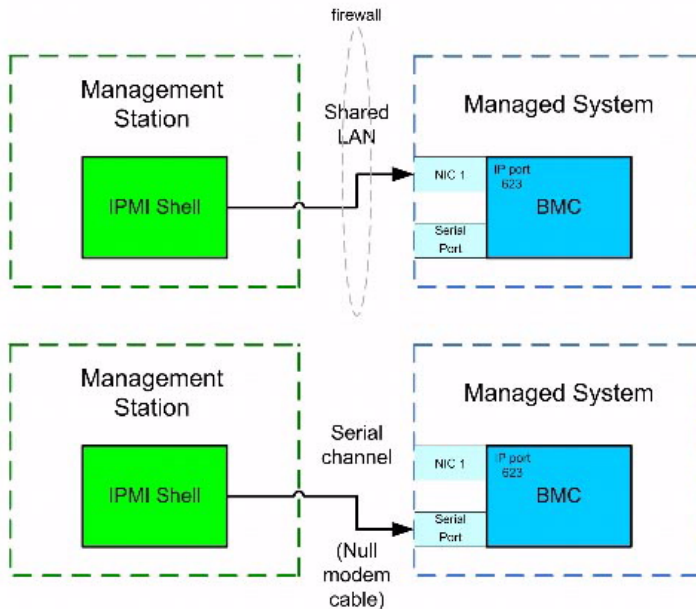 firewall
Management
Station
Shared
LAN
Managed System
IPMI Shell
NIC 1
IP port
623
BMC
Serial
Port
Management
Station
Managed System
Serial
channel
IPMI Shell
NIC 1
IP port
623
BMC
Serial
Port
(Null
modem
cable)